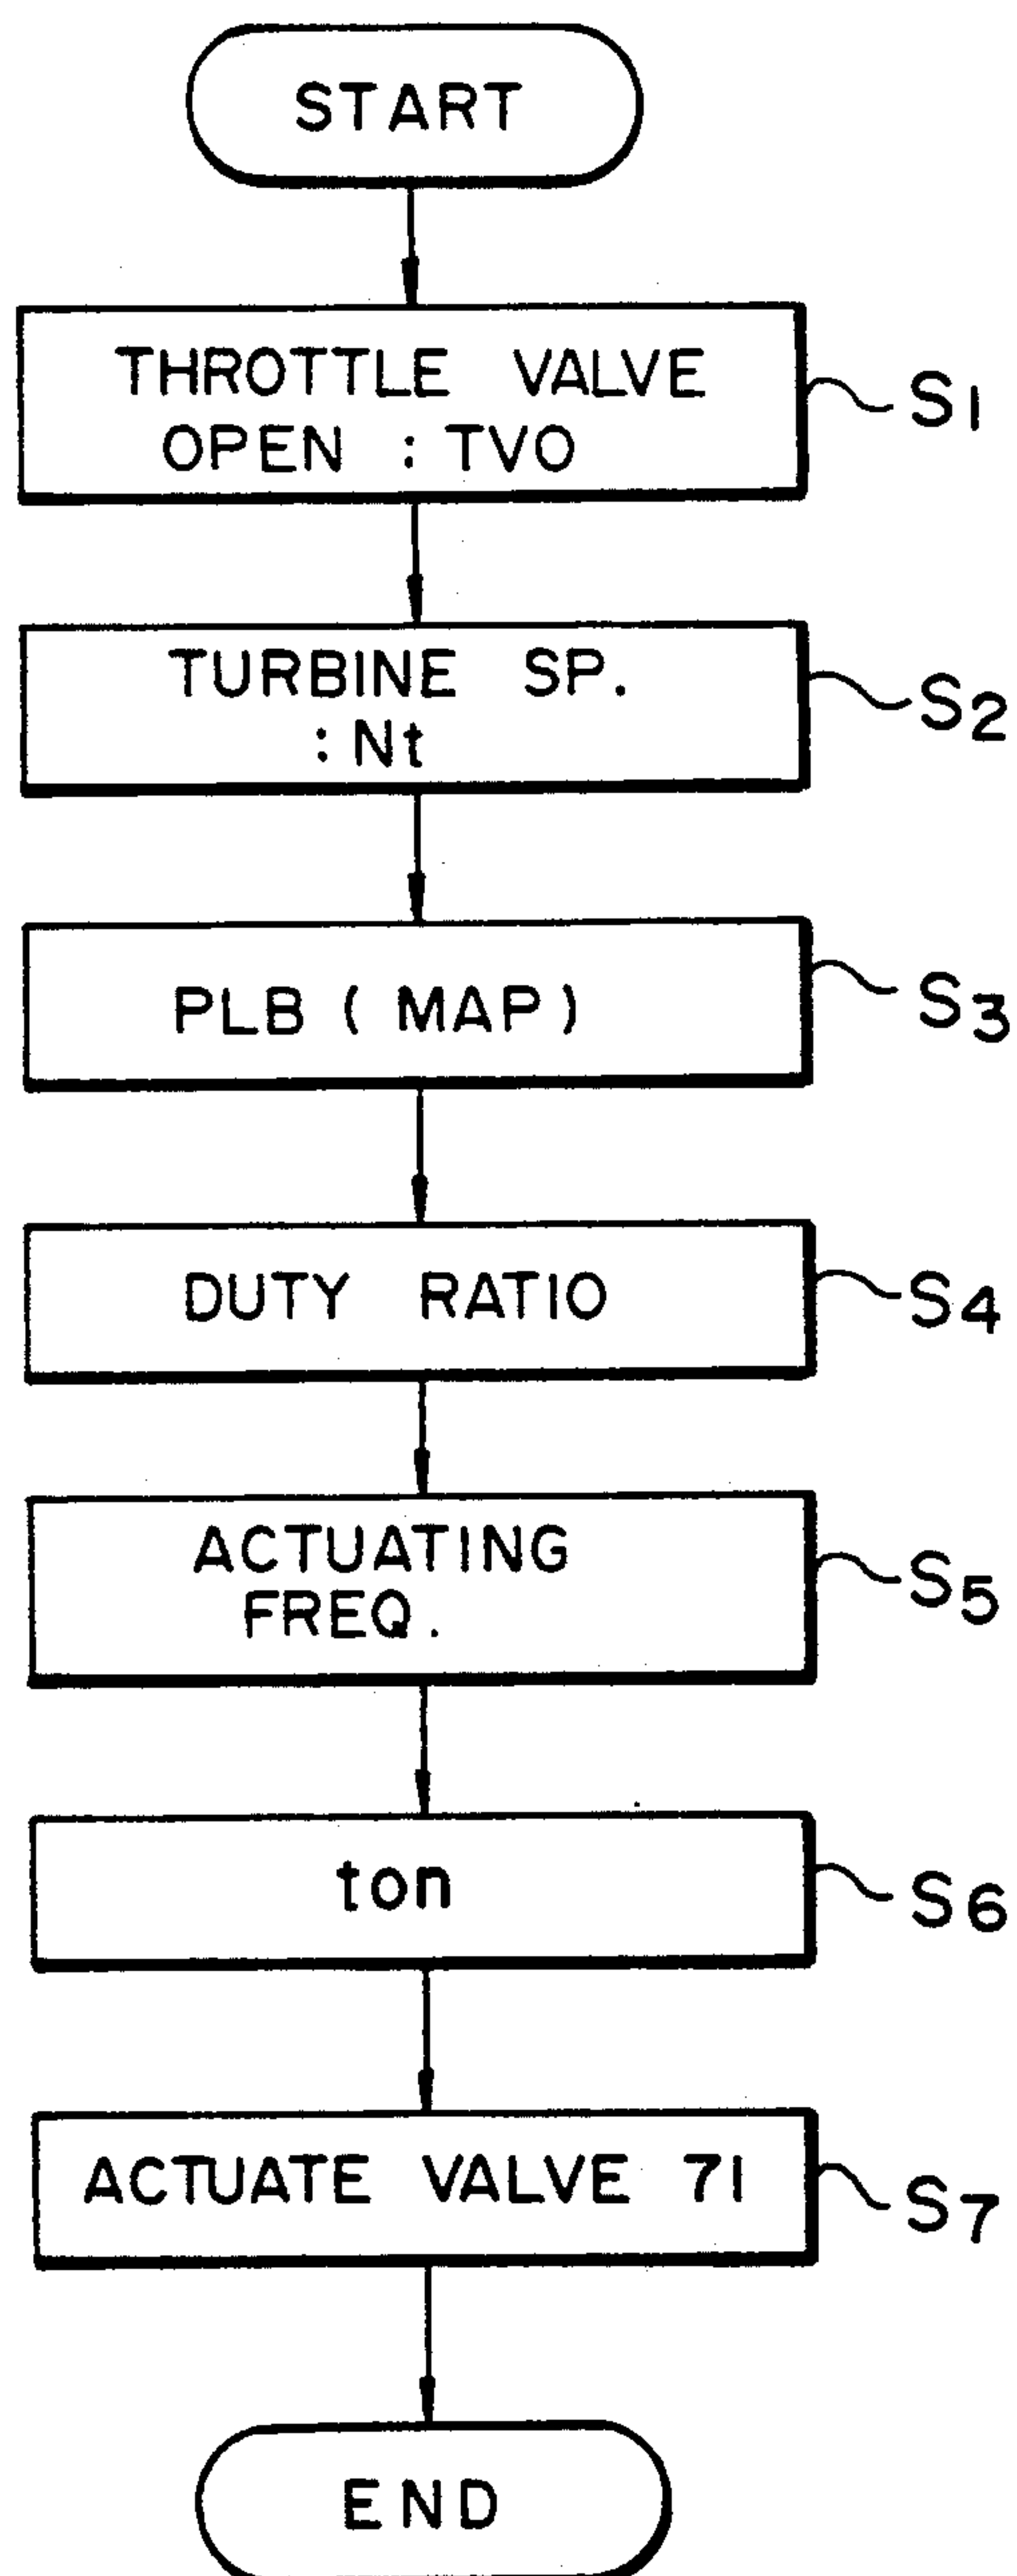 START
THROTTLE VALVE
OPEN : TVO
S1
TURBINE SP.
: Nt
S2
PLB ( MAP )
S3
DUTY RATIO
S4
ACTUATING
FREQ.
S5
ton
S6
ACTUATE VALVE 71
S7
END